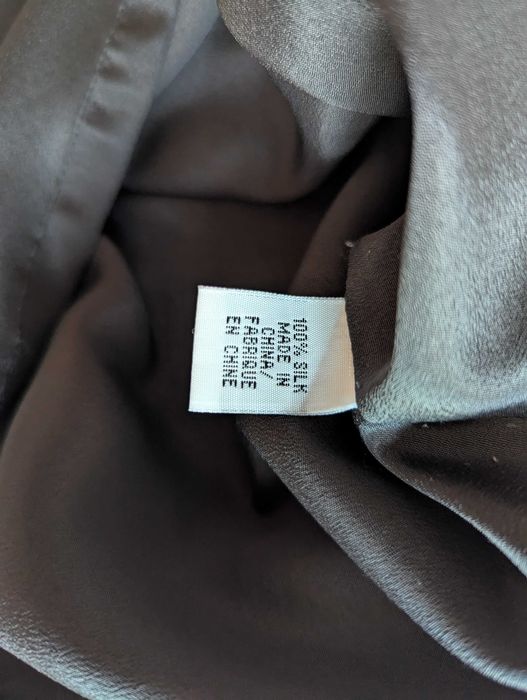 100% SILK
MADE IN
CHINA/
FABRIQUE
EN CHINE